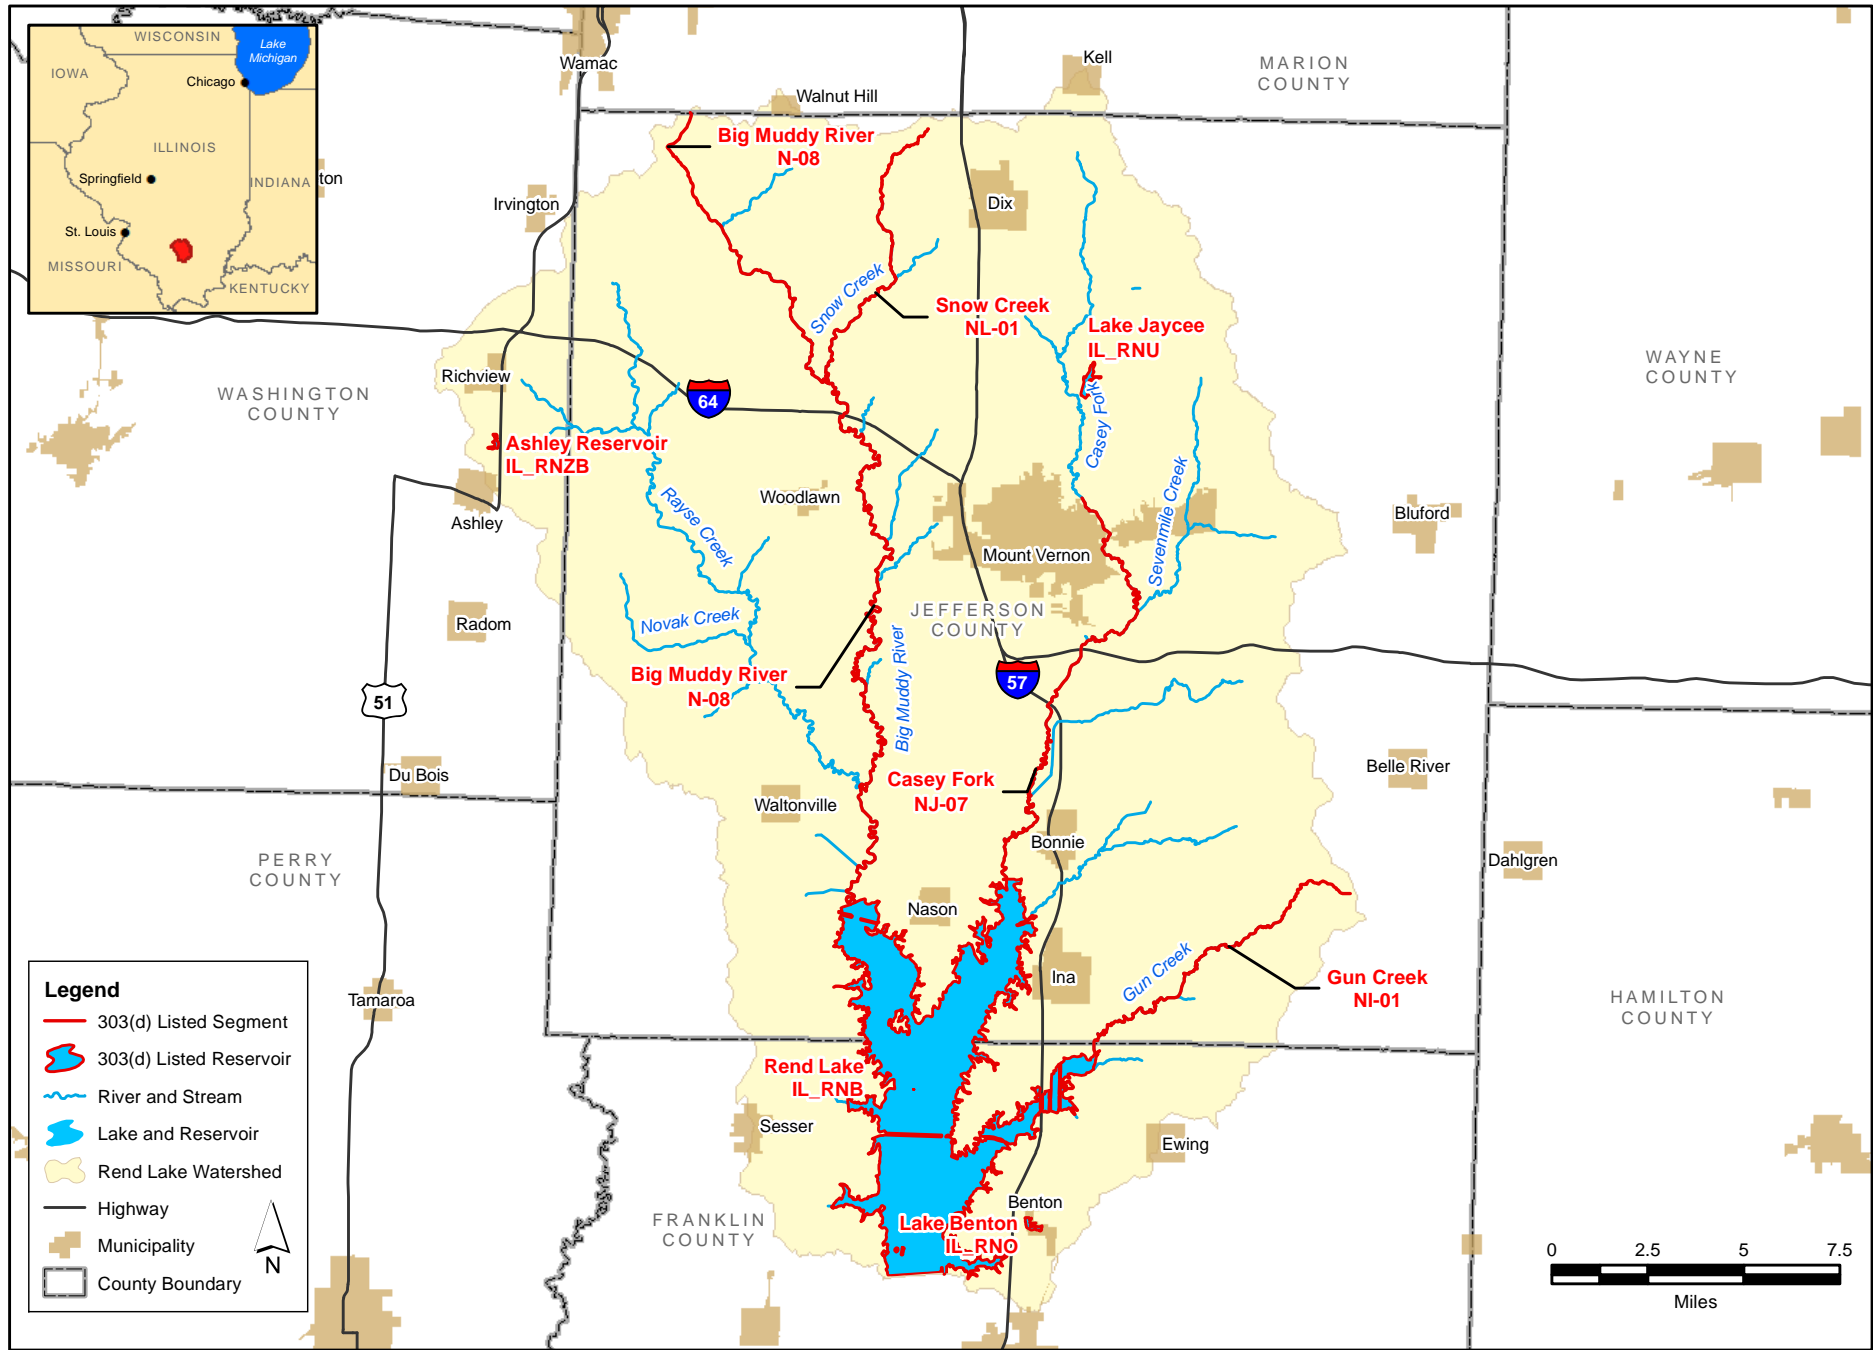 WISCONSIN
Lake
Michigan
IOWA
Chicago
ILLINOIS
Springfield
INDIANA
St. Louis
MISSOURI
KENTUCKY
ton
Wamac
Kell
MARION
COUNTY
Walnut Hill
Big Muddy River
N-08
Irvington
Dix
Snow Creek
Snow Creek
NL-01
Lake Jaycee
IL_RNU
WAYNE
COUNTY
Richview
WASHINGTON
COUNTY
64
Casey Fork
Ashley Reservoir
IL_RNZB
Woodlawn
Rayse Creek
Ashley
Sevenmile Creek
Bluford
Mount Vernon
JEFFERSON
COUNTY
Novak Creek
Radom
Big Muddy River
N-08
Big Muddy River
57
51
Du Bois
Belle River
Casey Fork
NJ-07
Waltonville
Bonnie
PERRY
COUNTY
Dahlgren
Nason
Ina
Gun Creek
Gun Creek
NI-01
HAMILTON
COUNTY
Tamaroa
Rend Lake
IL_RNB
Sesser
Ewing
Benton
FRANKLIN
COUNTY
Lake Benton
IL_RNO
Legend
303(d) Listed Segment
303(d) Listed Reservoir
River and Stream
Lake and Reservoir
Rend Lake Watershed
Highway
Municipality
County Boundary
N
0 2.5 5 7.5
Miles